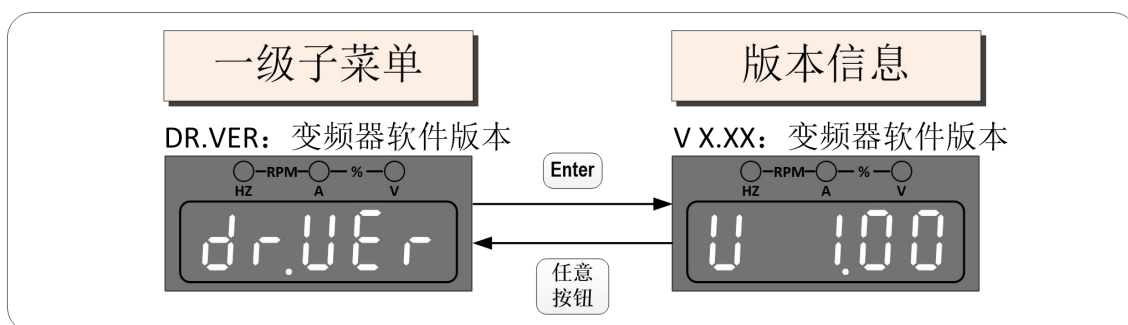 一级子菜单
版本信息
DR.VER：变频器软件版本
V X.XX：变频器软件版本
RPM %
HZ A V
dr.UEr
Enter
任意
按钮
RPM %
HZ A V
U 1.00